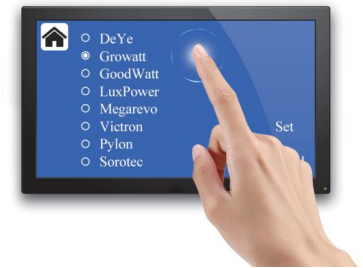 DeYe
Growatt
GoodWatt
LuxPower
Megarevo
Victron
Set
Pylon
Sorotec